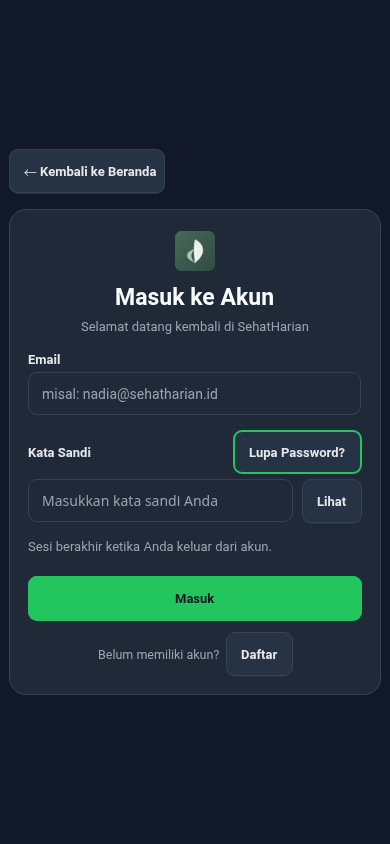 ← Kembali ke Beranda
Masuk ke Akun
Selamat datang kembali di SehatHarian
Email
misal: nadia@sehatharian.id
Kata Sandi
Lupa Password?
Masukkan kata sandi Anda
Lihat
Sesi berakhir ketika Anda keluar dari akun.
Masuk
Belum memiliki akun?
Daftar